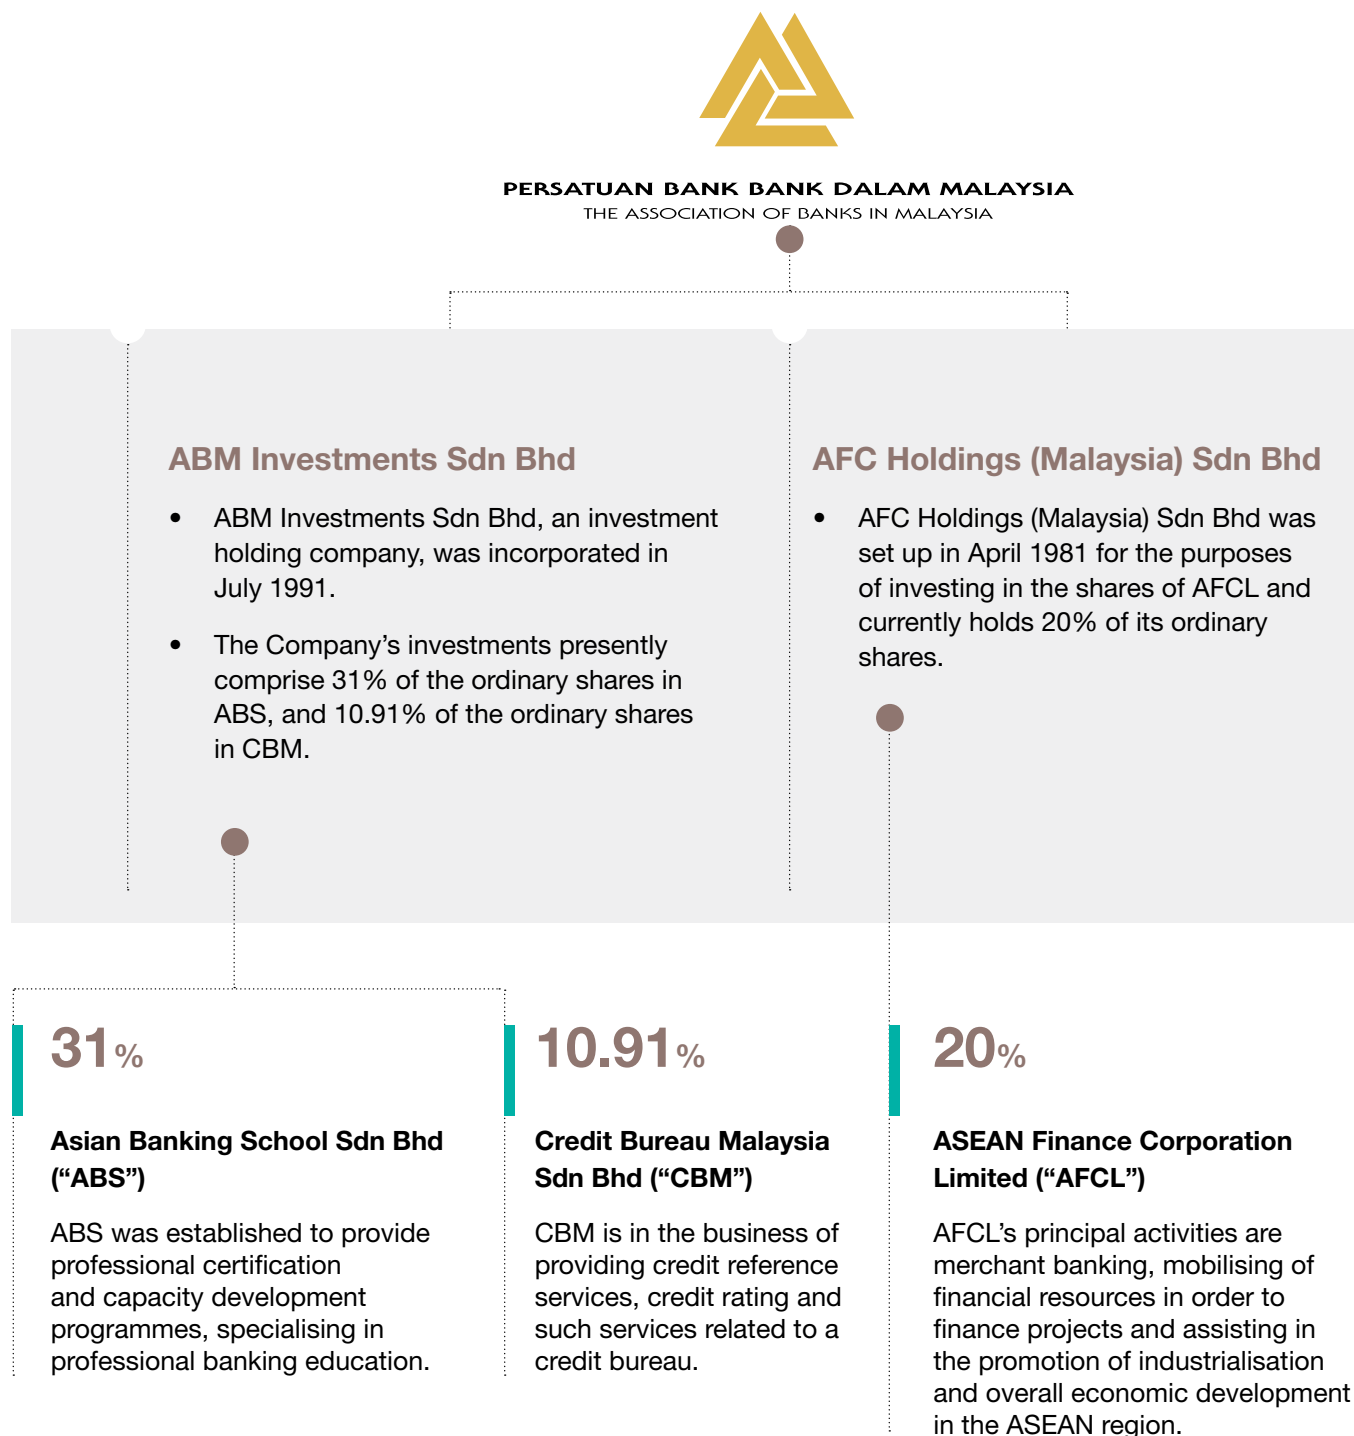 PERSATUAN BANK BANK DALAM MALAYSIA
THE ASSOCIATION OF BANKS IN MALAYSIA
ABM Investments Sdn Bhd
• ABM Investments Sdn Bhd, an investment
holding company, was incorporated in
July 1991.
• The Company’s investments presently
comprise 31% of the ordinary shares in
ABS, and 10.91% of the ordinary shares
in CBM.
AFC Holdings (Malaysia) Sdn Bhd
• AFC Holdings (Malaysia) Sdn Bhd was
set up in April 1981 for the purposes
of investing in the shares of AFCL and
currently holds 20% of its ordinary
shares.
31%
Asian Banking School Sdn Bhd
(“ABS”)
ABS was established to provide
professional certification
and capacity development
programmes, specialising in
professional banking education.
10.91%
Credit Bureau Malaysia
Sdn Bhd (“CBM”)
CBM is in the business of
providing credit reference
services, credit rating and
such services related to a
credit bureau.
20%
ASEAN Finance Corporation
Limited (“AFCL”)
AFCL’s principal activities are
merchant banking, mobilising of
financial resources in order to
finance projects and assisting in
the promotion of industrialisation
and overall economic development
in the ASEAN region.